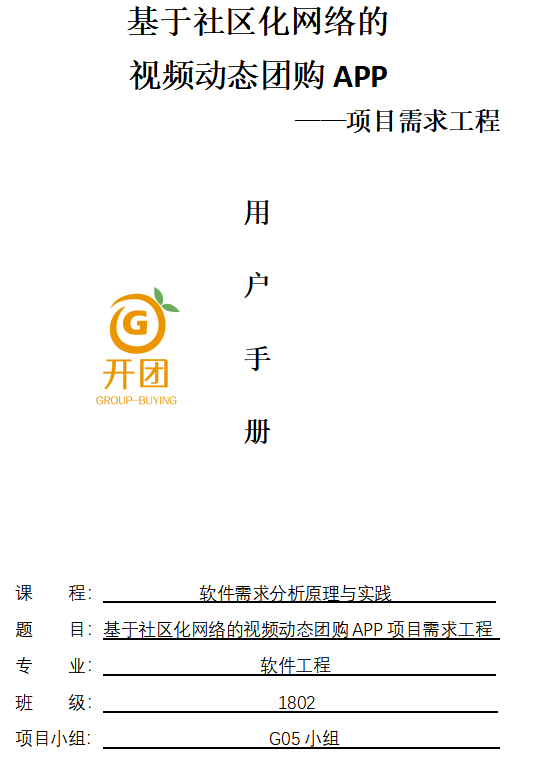 基于社区化网络的
视频动态团购 APP
——项目需求工程
用
户
手
册
G
开团
GROUP-BUYING
课 程： 软件需求分析原理与实践
题 目： 基于社区化网络的视频动态团购 APP 项目需求工程
专 业： 软件工程
班 级： 1802
项目小组: G05 小组